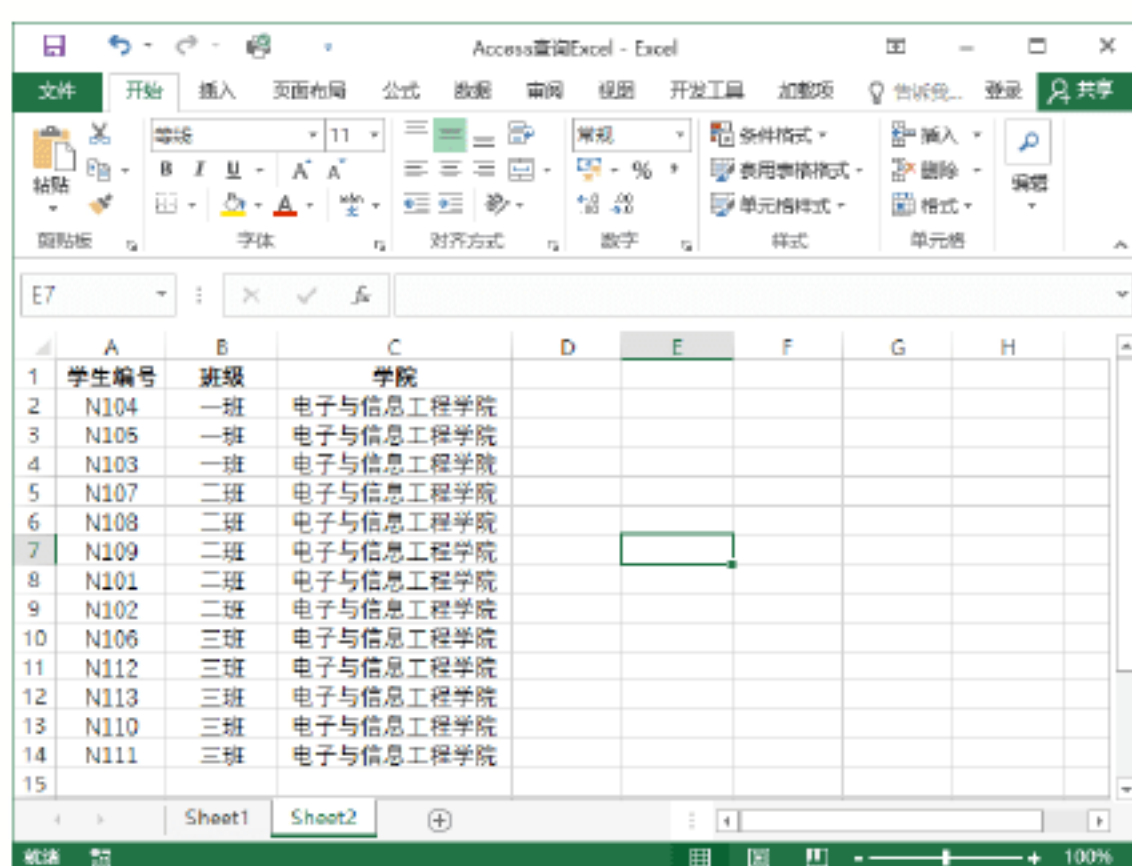 Access查询Excel - Excel
文件 开始 插入 页面布局 公式 数据 审阅 视图 开发工具 加载项 告诉我... 登录 共享
等线 11 常规 条件格式 插入
B I U A A % 套用表格格式 删除
粘贴 A wén 单元格样式 格式 编辑
剪贴板 字体 对齐方式 数字 样式 单元格
E7 fx
A B C D E F G H
1 学生编号 班级 学院
2 N104 一班 电子与信息工程学院
3 N105 一班 电子与信息工程学院
4 N103 一班 电子与信息工程学院
5 N107 二班 电子与信息工程学院
6 N108 二班 电子与信息工程学院
7 N109 二班 电子与信息工程学院
8 N101 二班 电子与信息工程学院
9 N102 二班 电子与信息工程学院
10 N106 三班 电子与信息工程学院
11 N112 三班 电子与信息工程学院
12 N113 三班 电子与信息工程学院
13 N110 三班 电子与信息工程学院
14 N111 三班 电子与信息工程学院
15
Sheet1 Sheet2
就绪 100%